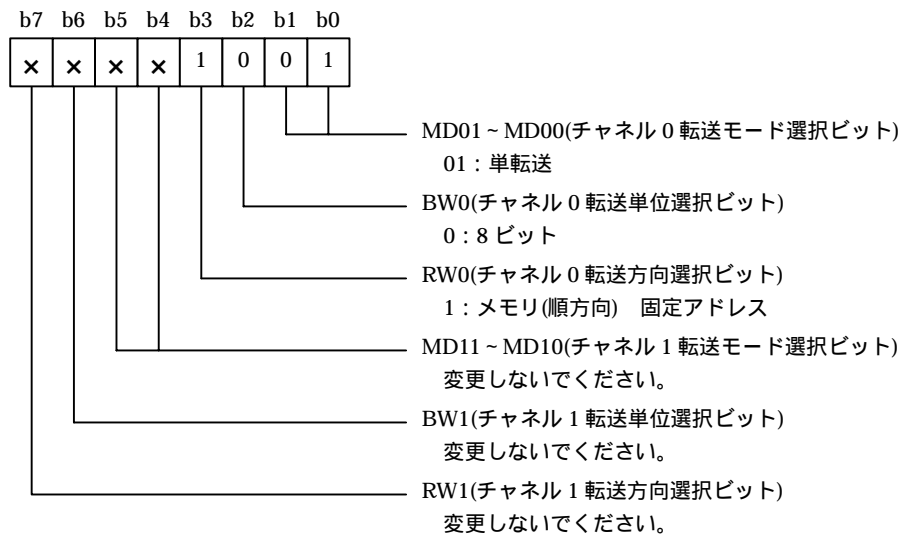 b7 b6 b5 b4 b3 b2 b1 b0
× × × × 1 0 0 1
MD01~MD00(チャネル 0 転送モード選択ビット)
01：単転送
BW0(チャネル 0 転送単位選択ビット)
0：8 ビット
RW0(チャネル 0 転送方向選択ビット)
1：メモリ(順方向) 固定アドレス
MD11~MD10(チャネル 1 転送モード選択ビット)
変更しないでください。
BW1(チャネル 1 転送単位選択ビット)
変更しないでください。
RW1(チャネル 1 転送方向選択ビット)
変更しないでください。